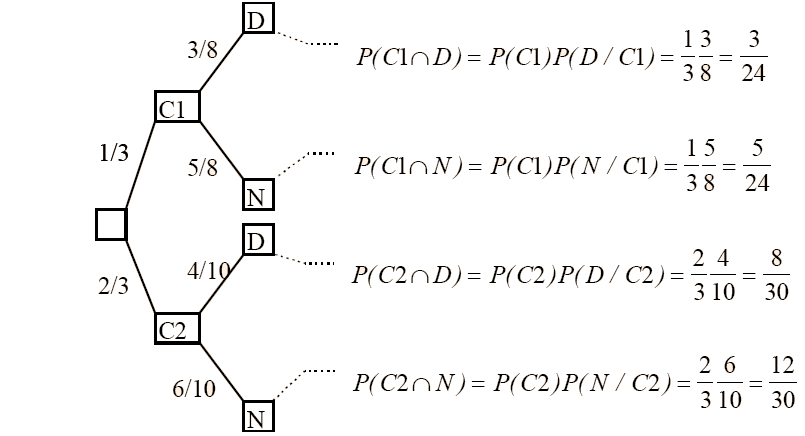 D
3/8
P(C1∩D) = P(C1)P(D / C1) = 1/3 3/8 = 3/24
C1
1/3
5/8
P(C1∩N) = P(C1)P(N / C1) = 1/3 5/8 = 5/24
N
D
4/10
P(C2∩D) = P(C2)P(D / C2) = 2/3 4/10 = 8/30
2/3
C2
6/10
P(C2∩N) = P(C2)P(N / C2) = 2/3 6/10 = 12/30
N